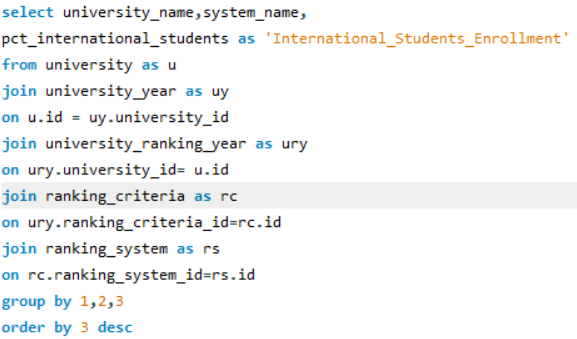 select university_name,system_name,
pct_international_students as 'International_Students_Enrollment'
from university as u
join university_year as uy
on u.id = uy.university_id
join university_ranking_year as ury
on ury.university_id= u.id
join ranking_criteria as rc
on ury.ranking_criteria_id=rc.id
join ranking_system as rs
on rc.ranking_system_id=rs.id
group by 1,2,3
order by 3 desc